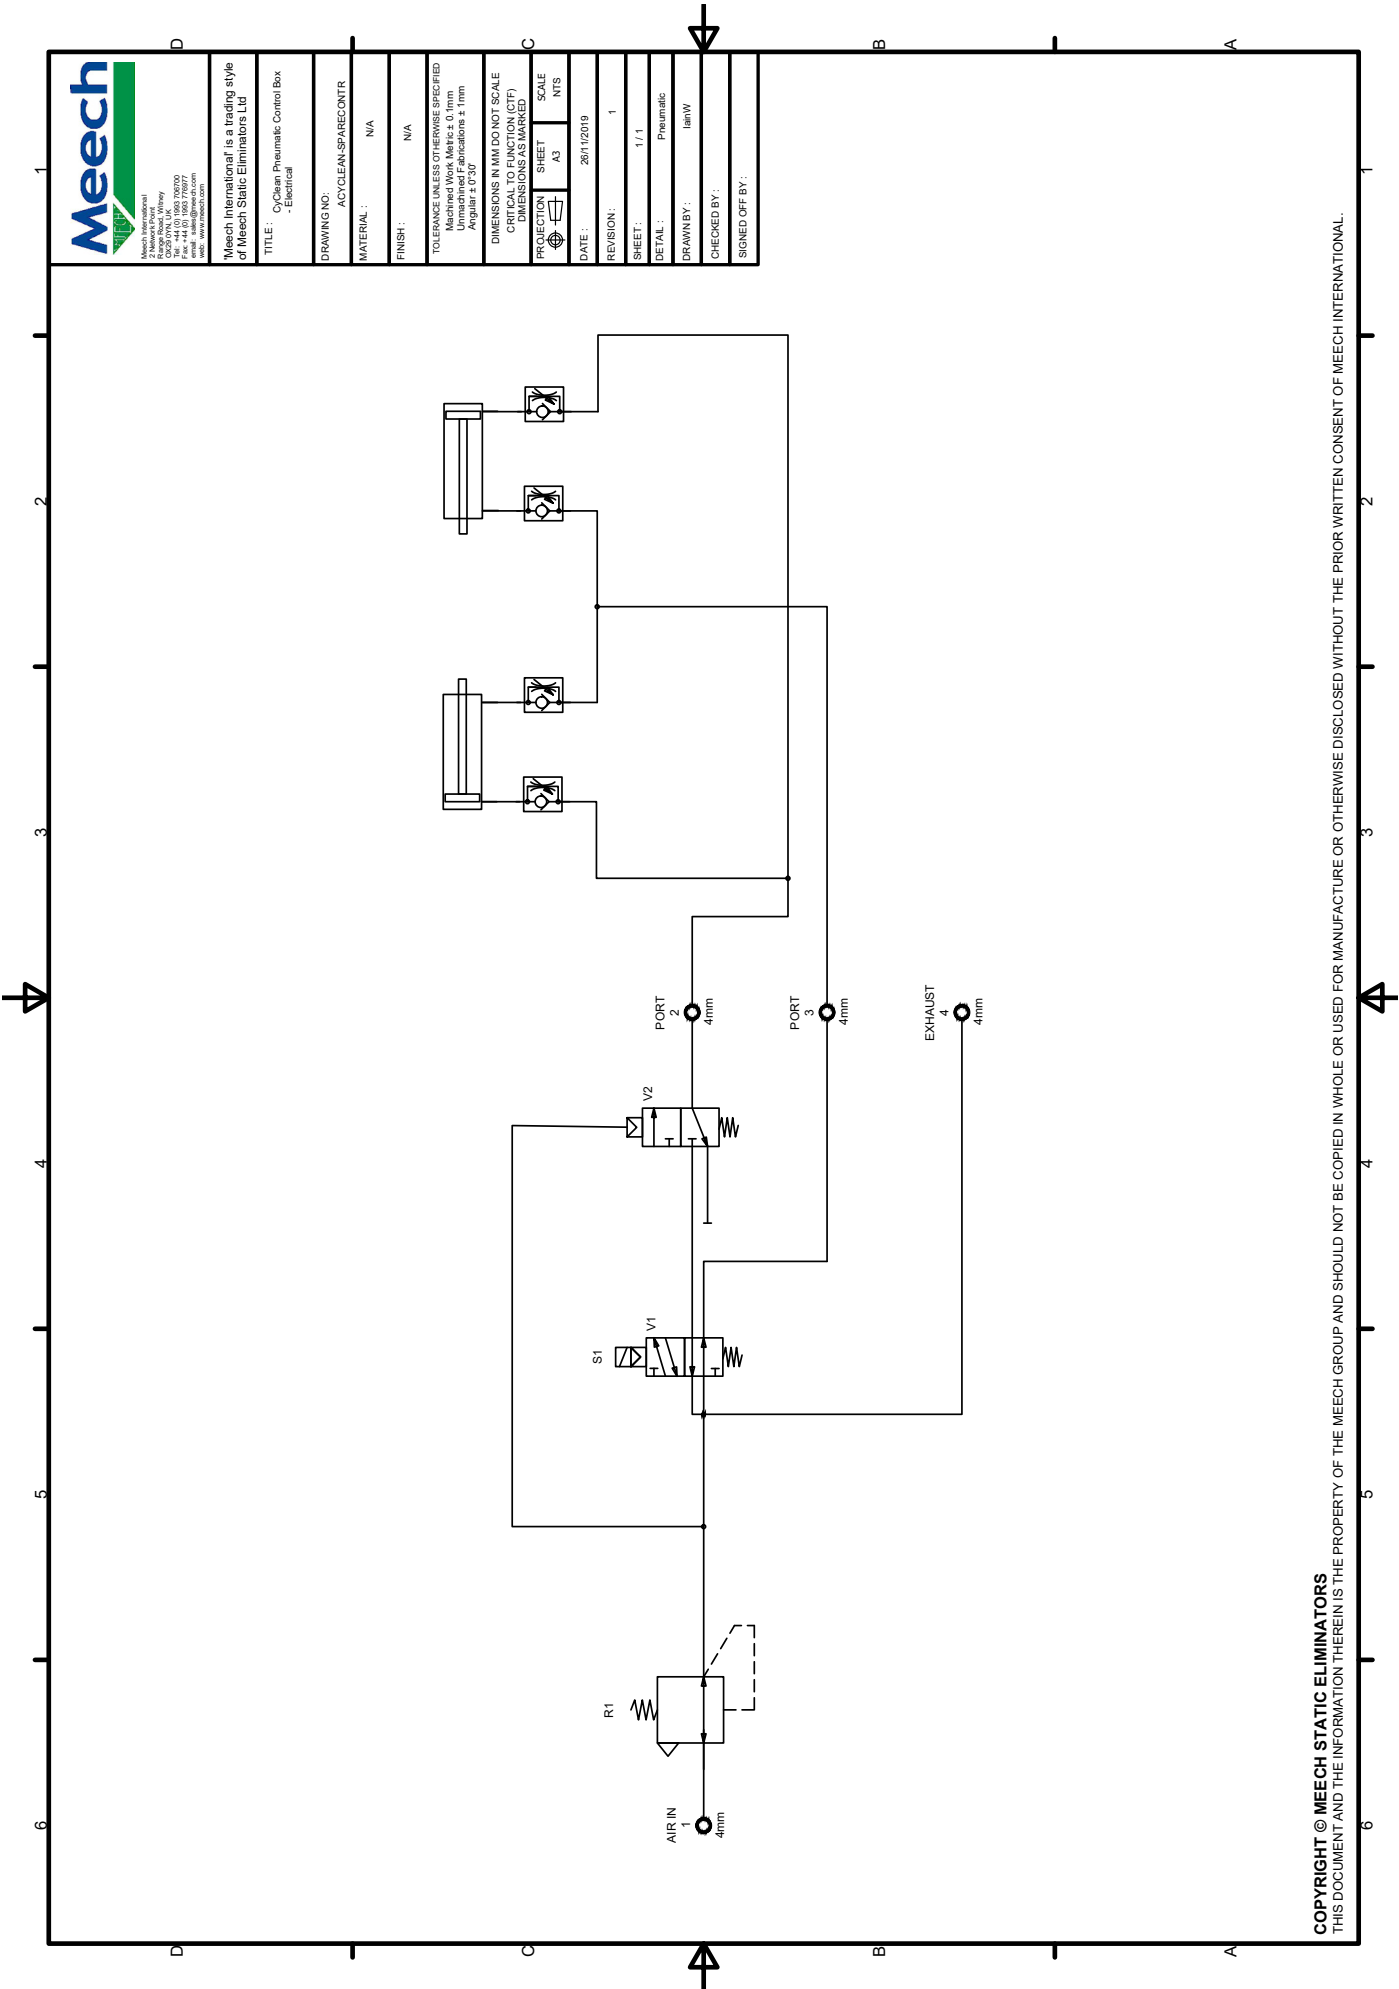 Meech
HITECH
Meech International
2 Network Point
Range Road, Witney
OX29 0YN, UK
Tel: +44 (0) 1993 706700
Fax: +44 (0) 1993 776977
email: sales@meech.com
web: www.meech.com
'Meech International' is a trading style
of Meech Static Eliminators Ltd
TITLE : CyClean Pneumatic Control Box
- Electrical
DRAWING NO:
ACYCLEAN-SPARECONTR
MATERIAL : N/A
FINISH : N/A
TOLERANCE UNLESS OTHERWISE SPECIFIED
Machined Work Metric ± 0.1mm
Unmachined Fabrications ± 1mm
Angular ± 0°30'
DIMENSIONS IN MM DO NOT SCALE
CRITICAL TO FUNCTION (CTF)
DIMENSIONS AS MARKED
PROJECTION SHEET SCALE
A3 NTS
DATE : 26/11/2019
REVISION : 1
SHEET : 1 / 1
DETAIL : Pneumatic
DRAWN BY : IainW
CHECKED BY :
SIGNED OFF BY :
AIR IN
1
4mm
R1
S1
V1
V2
PORT
2
4mm
PORT
3
4mm
EXHAUST
4
4mm
6 5 4 3 2 1
6 5 4 3 2 1
D C B A
D C B A
COPYRIGHT © MEECH STATIC ELIMINATORS
THIS DOCUMENT AND THE INFORMATION THEREIN IS THE PROPERTY OF THE MEECH GROUP AND SHOULD NOT BE COPIED IN WHOLE OR USED FOR MANUFACTURE OR OTHERWISE DISCLOSED WITHOUT THE PRIOR WRITTEN CONSENT OF MEECH INTERNATIONAL.